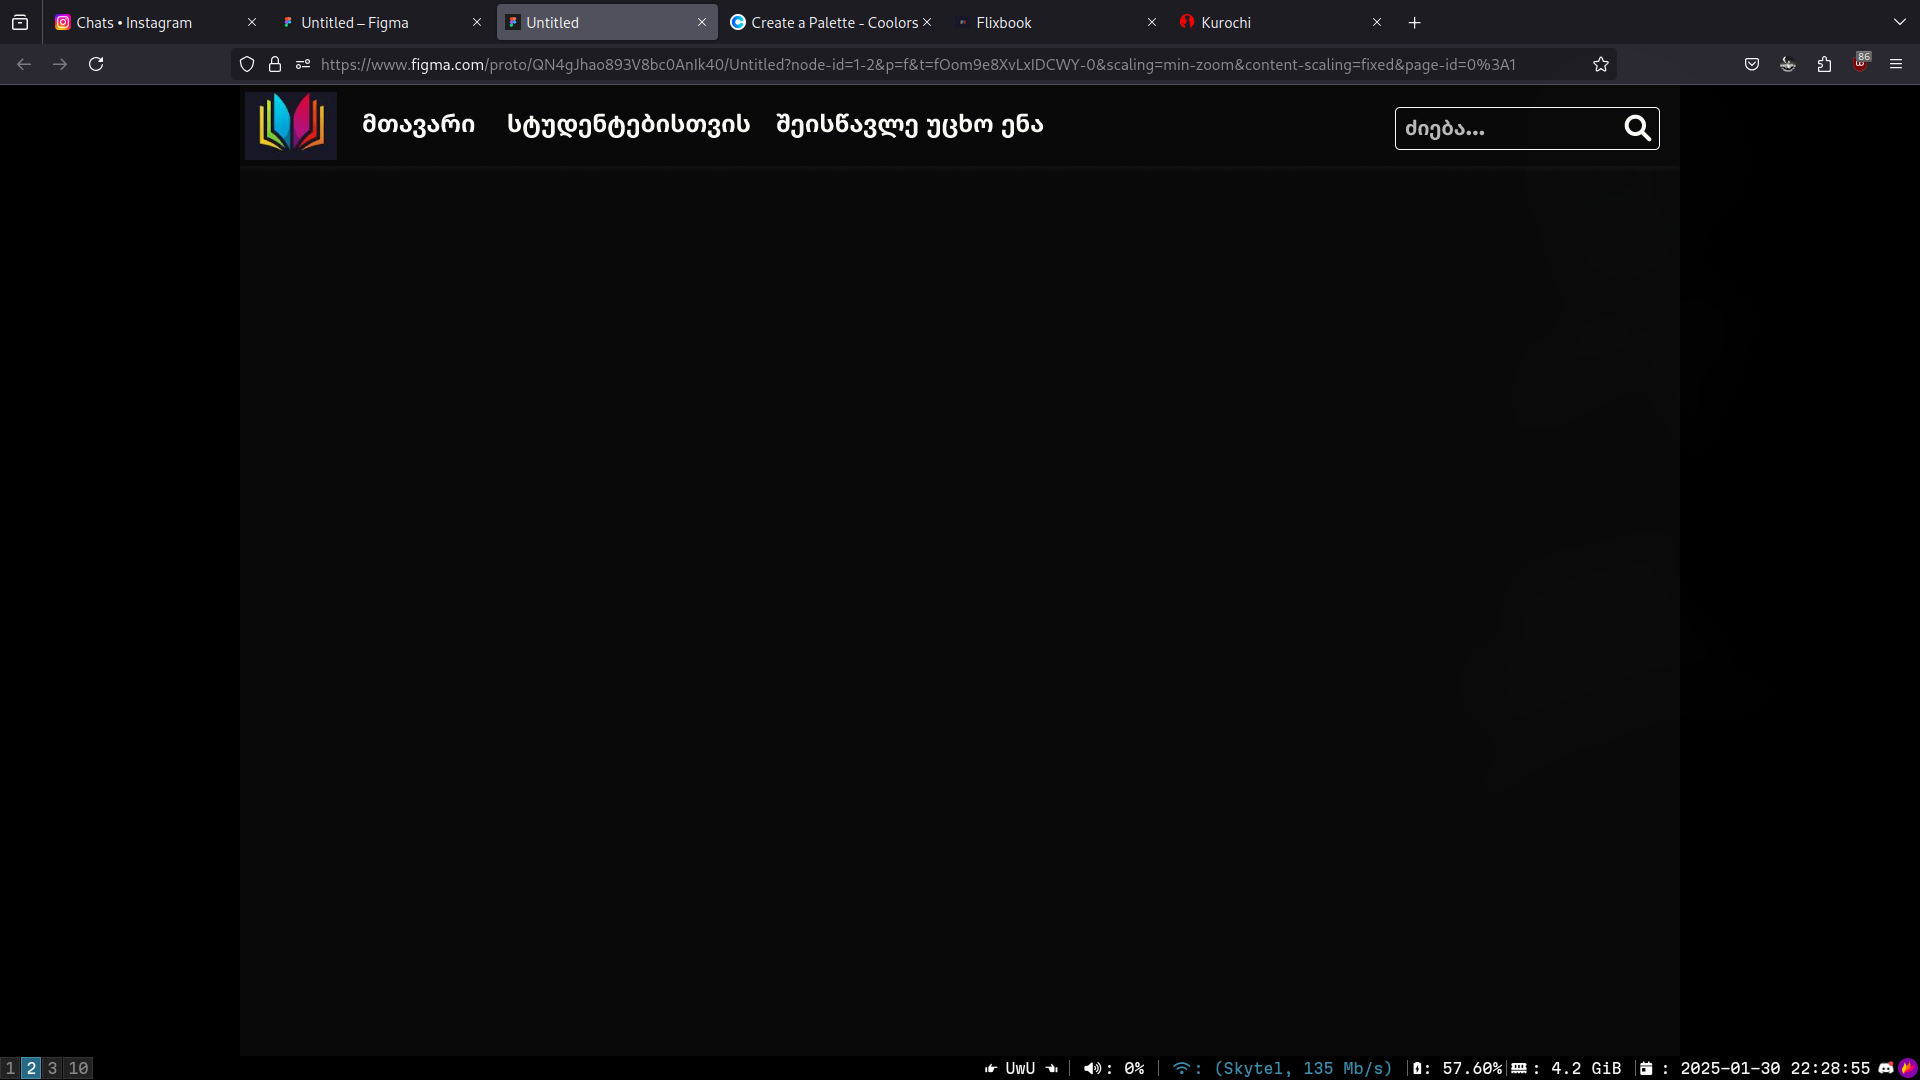 Chats • Instagram
Untitled – Figma
Untitled
Create a Palette - Coolors
Flixbook
Kurochi
https://www.figma.com/proto/QN4gJhao893V8bc0AnIk40/Untitled?node-id=1-2&p=f&t=fOom9e8XvLxIDCWY-0&scaling=min-zoom&content-scaling=fixed&page-id=0%3A1
86
მთავარი
სტუდენტებისთვის
შეისწავლე უცხო ენა
ძიება...
1 2 3 10
UwU | : 0% | : (Skytel, 135 Mb/s) | : 57.60% | : 4.2 GiB | : 2025-01-30 22:28:55